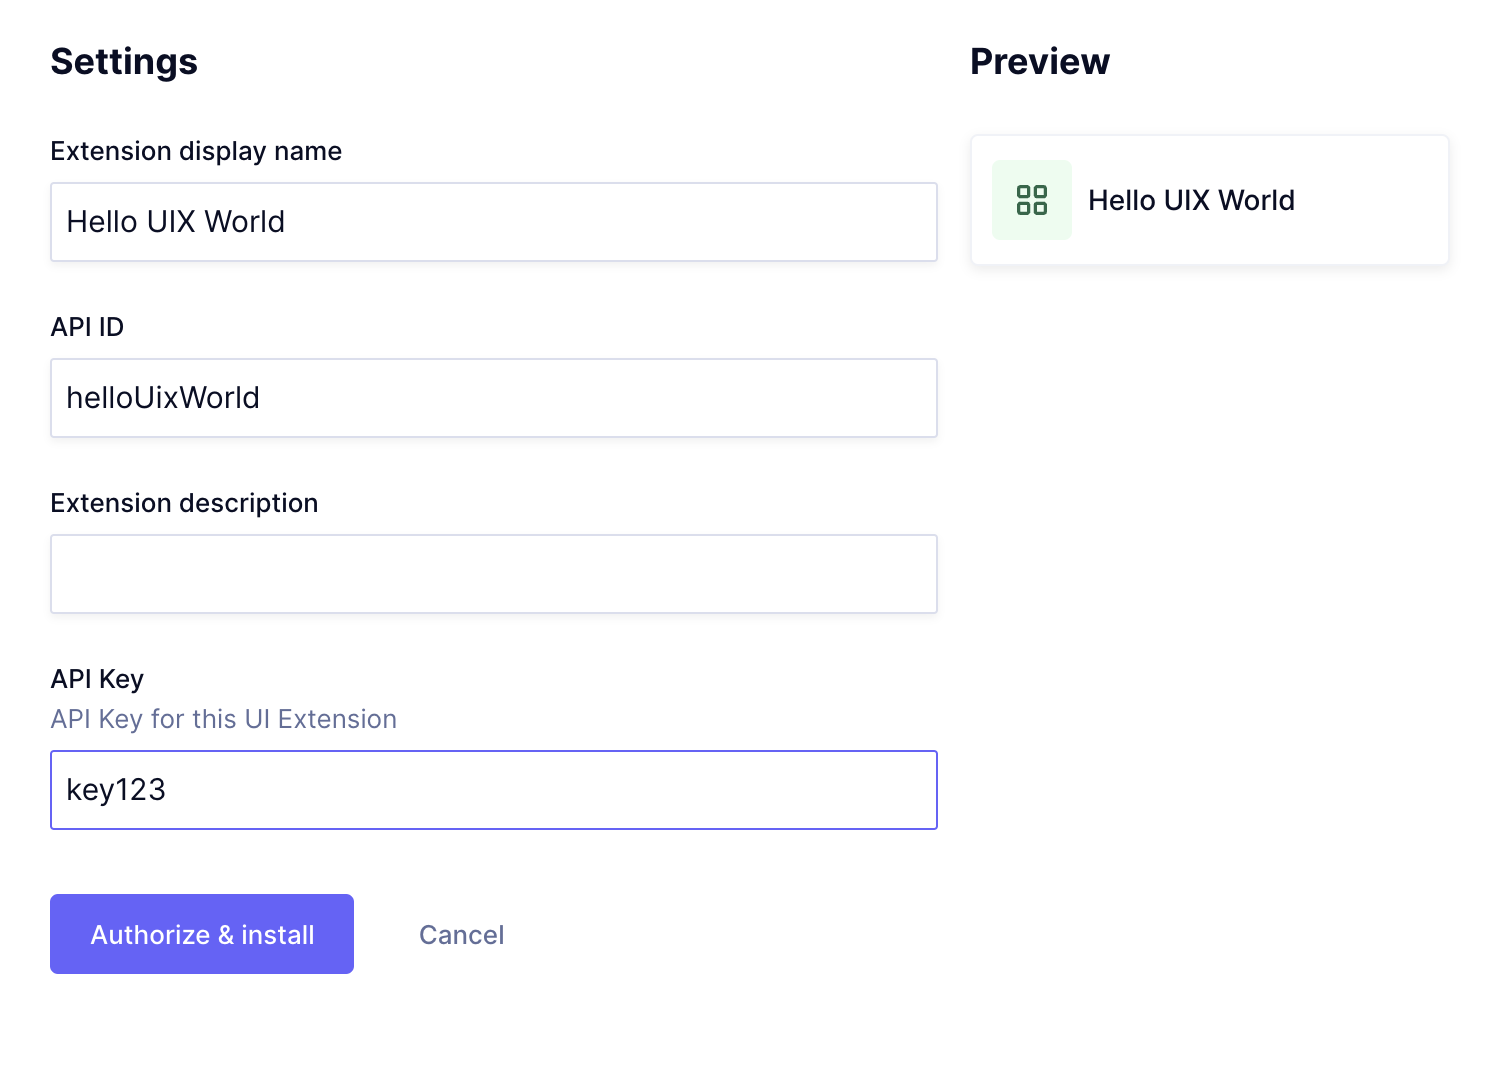 Settings
Extension display name
Hello UIX World
API ID
helloUixWorld
Extension description
API Key
API Key for this UI Extension
key123
Authorize & install
Cancel
Preview
Hello UIX World